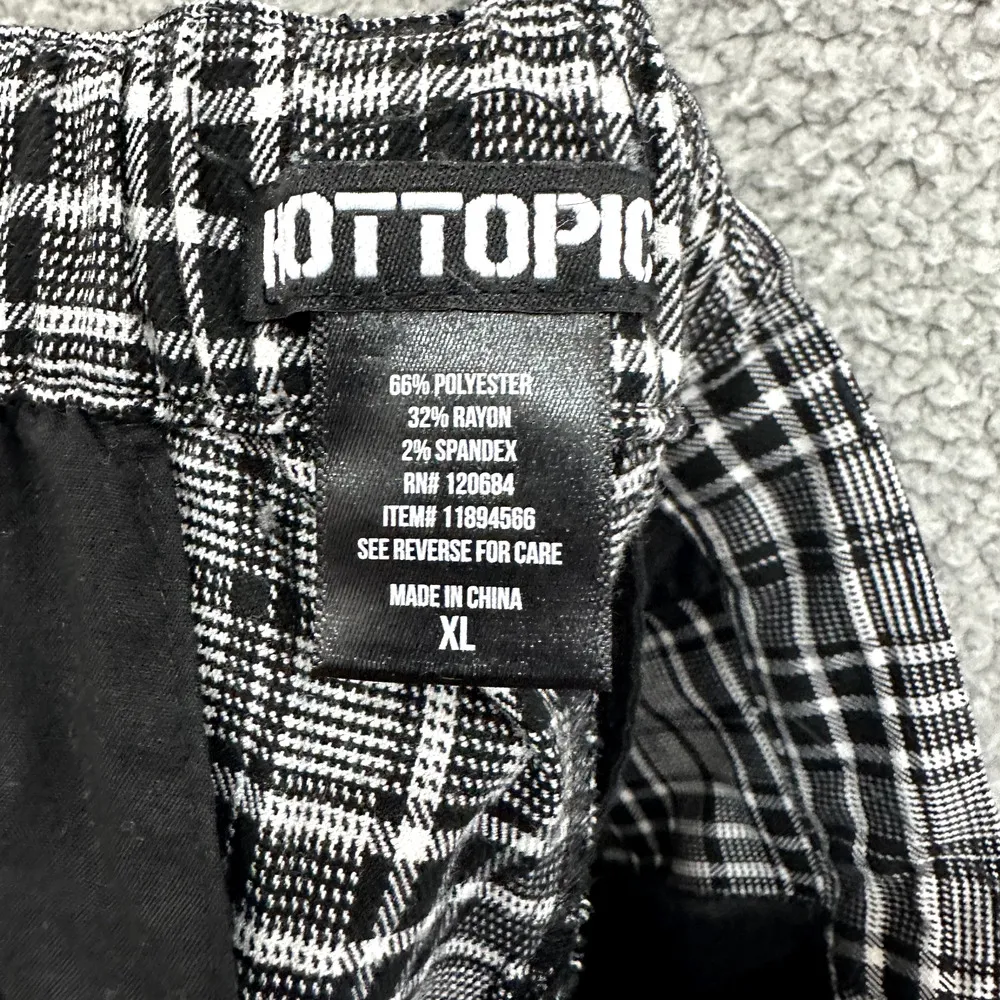 HOTTOPIC
66% POLYESTER
32% RAYON
2% SPANDEX
RN# 120684
ITEM# 11894566
SEE REVERSE FOR CARE
MADE IN CHINA
XL